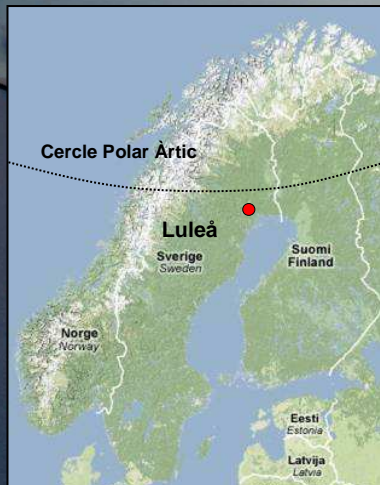 Cercle Polar Àrtic
Luleå
Sverige
Sweden
Suomi
Finland
Norge
Norway
Eesti
Estonia
Latvija
Latvia